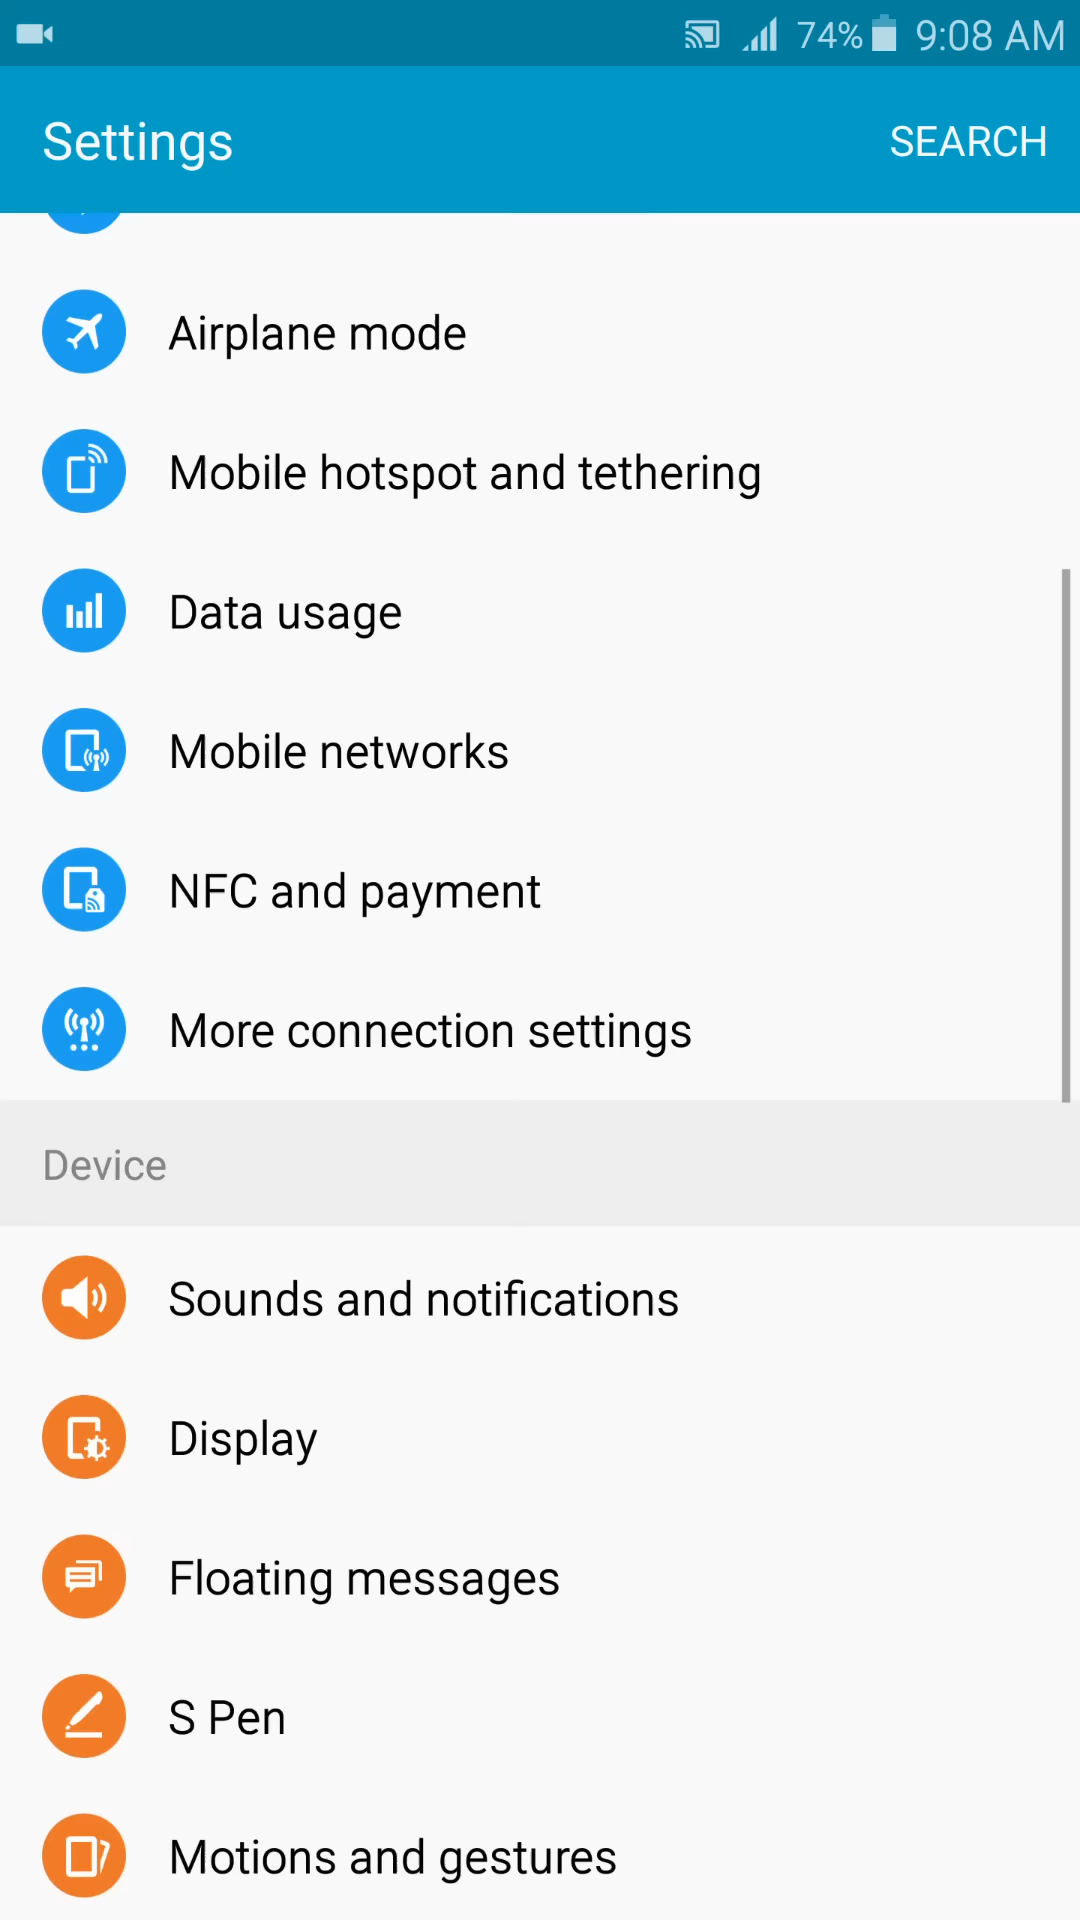 74% 9:08 AM
Settings SEARCH
Airplane mode
Mobile hotspot and tethering
Data usage
Mobile networks
NFC and payment
More connection settings
Device
Sounds and notifications
Display
Floating messages
S Pen
Motions and gestures